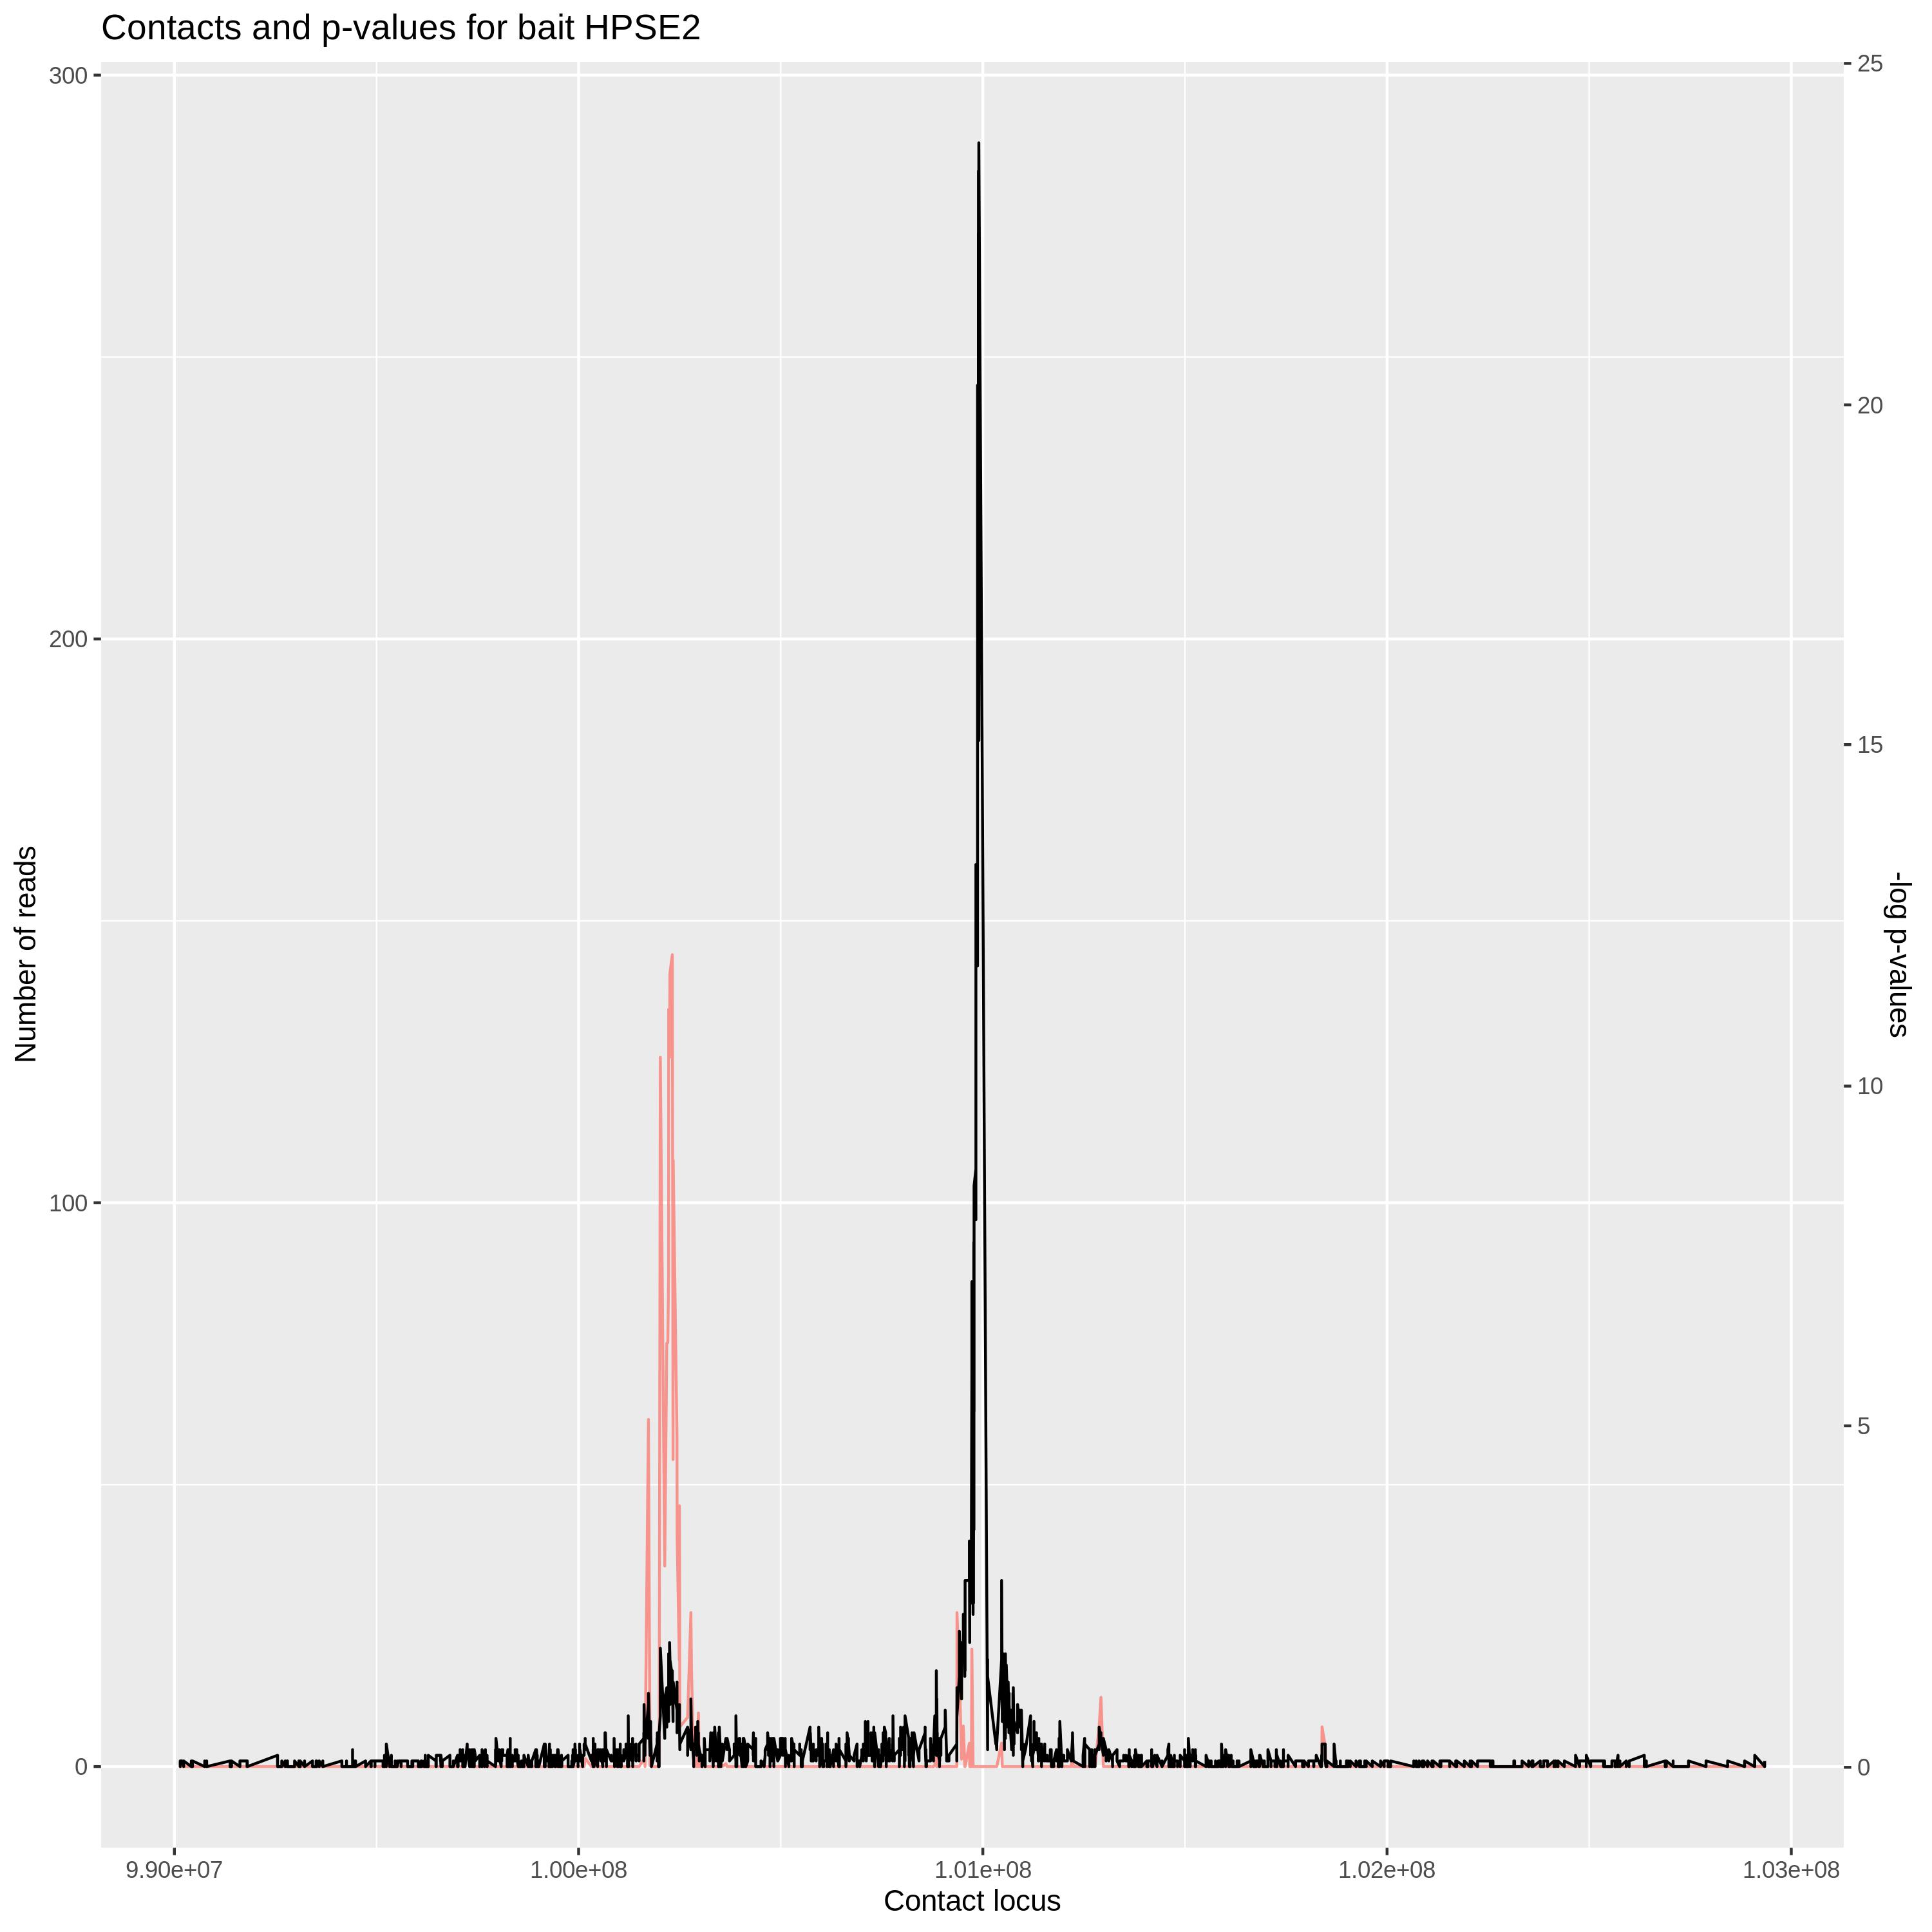 Contacts and p-values for bait HPSE2
300
200
100
0
Number of reads
25
20
15
10
5
0
-log p-values
9.90e+07 1.00e+08 1.01e+08 1.02e+08 1.03e+08
Contact locus